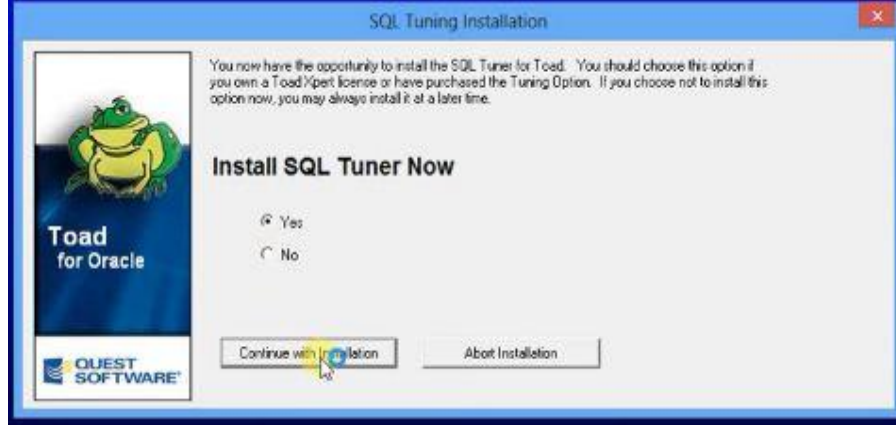 SQL Tuning Installation
You now have the opportunity to install the SQL Tuner for Toad. You should choose this option if
you own a Toad Xpert license or have purchased the Tuning Option. If you choose not to install this
option now, you may always install it at a later time.
Install SQL Tuner Now
Yes
No
Toad
for Oracle
Continue with Installation
Abort Installation
QUEST
SOFTWARE